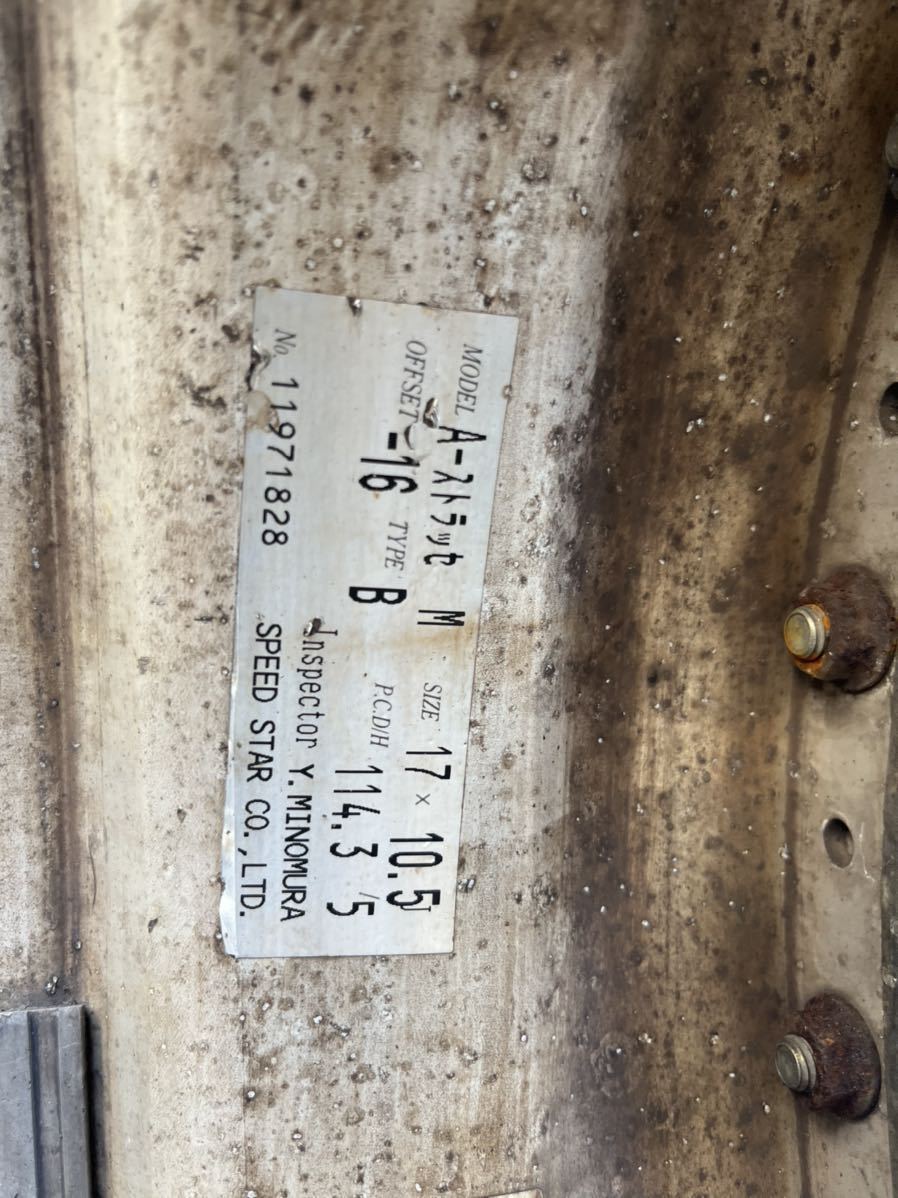 MODEL A-ストラッセ M SIZE 17 × 10.5J
OFFSET -16 TYPE B P.C.D/H 114.3 /5
Inspector Y.MINOMURA
No. 11971828 SPEED STAR CO.,LTD.